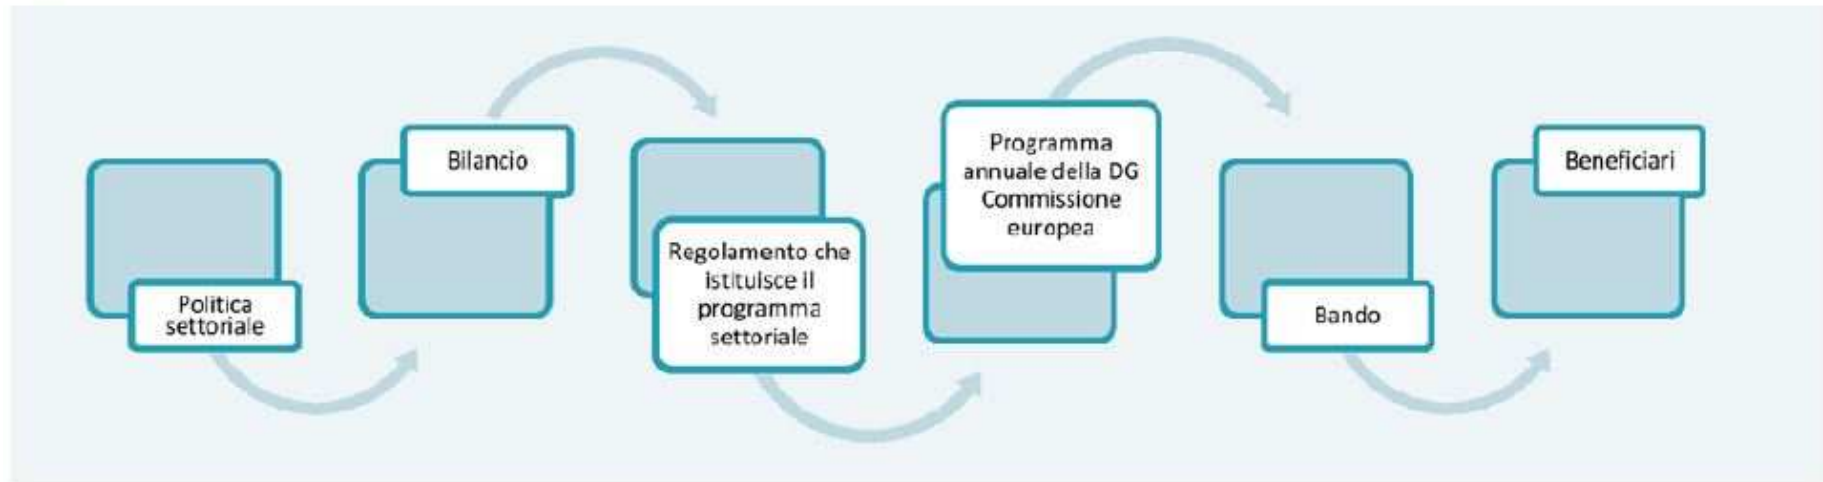 Politica
settoriale
Bilancio
Regolamento che
istituisce il
programma
settoriale
Programma
annuale della DG
Commissione
europea
Bando
Beneficiari